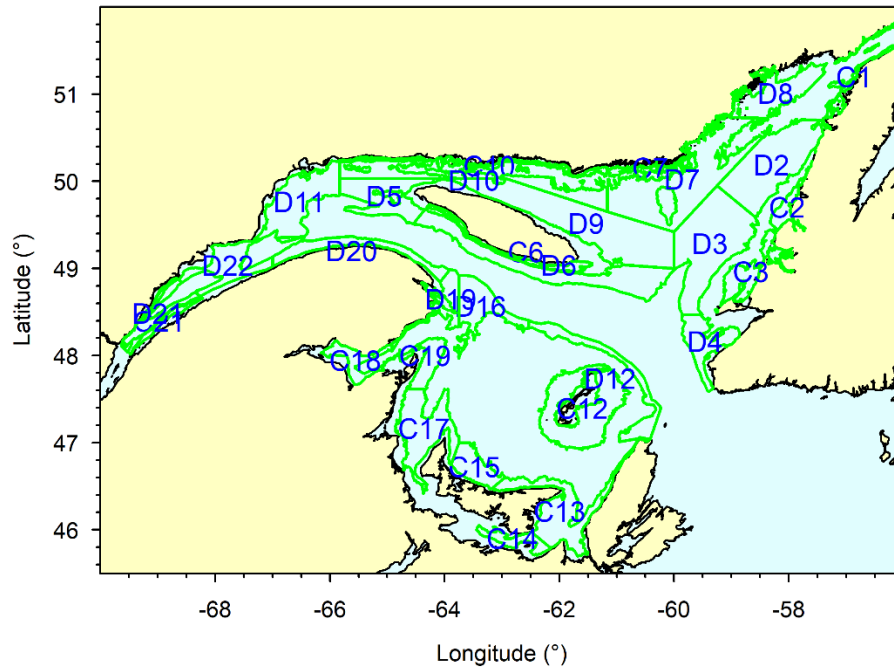 51
50
49
48
47
46
Latitude (°)
D8
C1
D2
C10
C7
D10
D7
D5
D11
C2
D9
D3
C6
D6
D20
D22
C3
D19
D16
D21
C21
D4
C18
C19
D12
C12
C17
C15
C13
C14
-68
-66
-64
-62
-60
-58
Longitude (°)